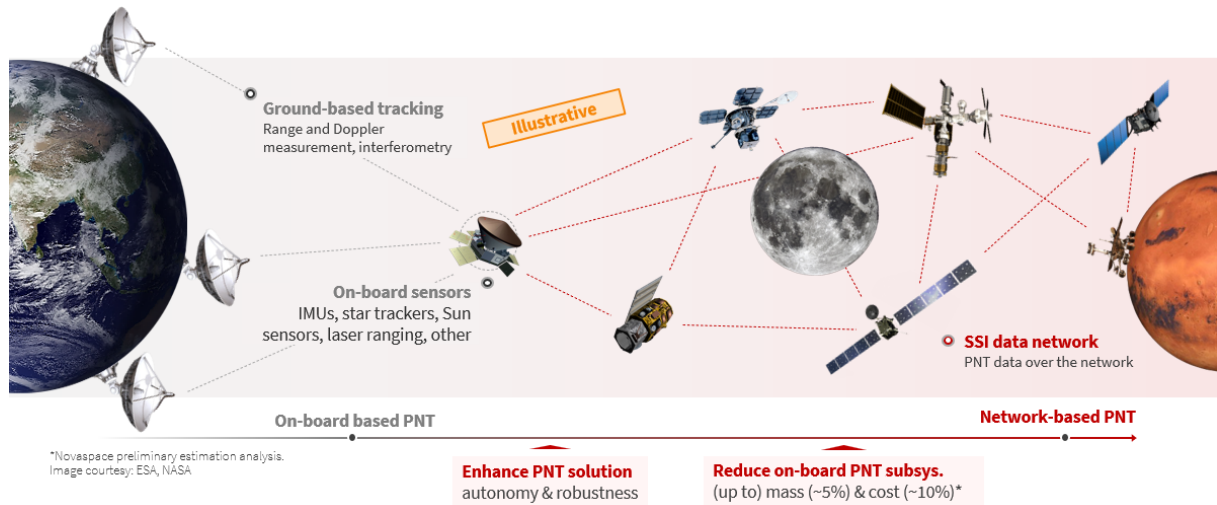 Ground-based tracking
Range and Doppler
measurement, interferometry
Illustrative
On-board sensors
IMUs, star trackers, Sun
sensors, laser ranging, other
SSI data network
PNT data over the network
On-board based PNT
Network-based PNT
*Novaspace preliminary estimation analysis.
Image courtesy: ESA, NASA
Enhance PNT solution
autonomy & robustness
Reduce on-board PNT subsys.
(up to) mass (~5%) & cost (~10%)*